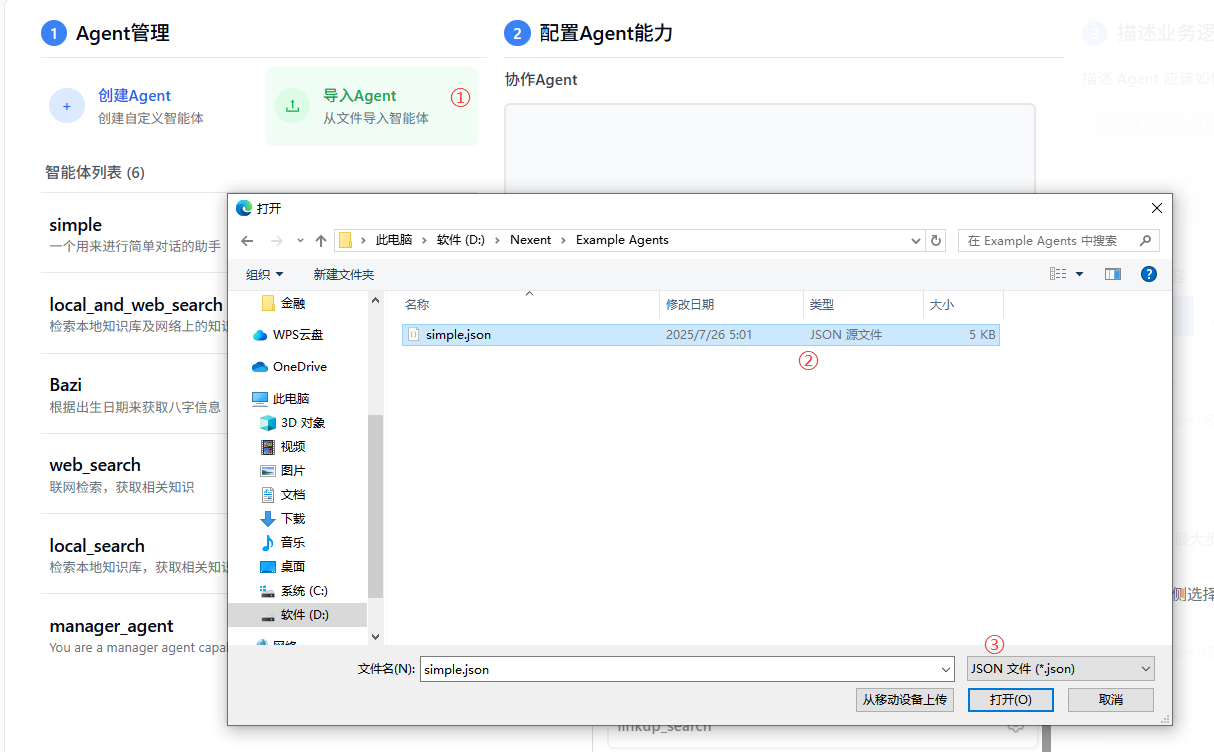 1 Agent管理
2 配置Agent能力
3 描述业务逻
创建Agent
创建自定义智能体
导入Agent
从文件导入智能体
①
协作Agent
描述 Agent 应该如
智能体列表 (6)
simple
一个用来进行简单对话的助手
local_and_web_search
检索本地知识库及网络上的知
Bazi
根据出生日期来获取八字信息
web_search
联网检索，获取相关知识
local_search
检索本地知识库，获取相关知
manager_agent
You are a manager agent capa
打开
此电脑 > 软件 (D:) > Nexent > Example Agents
在 Example Agents 中搜索
组织
新建文件夹
名称 修改日期 类型 大小
simple.json 2025/7/26 5:01 JSON 源文件 5 KB
②
金融
WPS云盘
OneDrive
此电脑
3D 对象
视频
图片
文档
下载
音乐
桌面
系统 (C:)
软件 (D:)
网络
③
文件名(N): simple.json JSON 文件 (*.json)
从移动设备上传 打开(O) 取消
侧选择
linkup_search